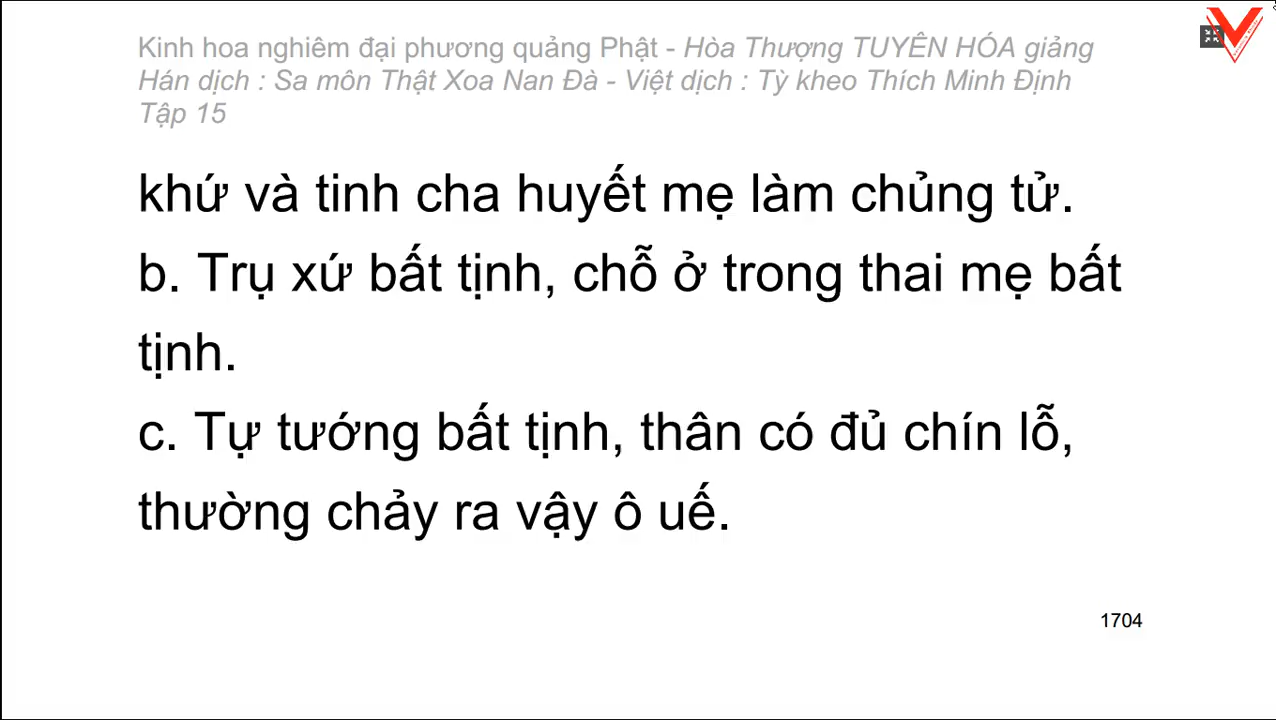 Kinh hoa nghiêm đại phương quảng Phật - Hòa Thượng TUYÊN HÓA giảng
Hán dịch : Sa môn Thật Xoa Nan Đà - Việt dịch : Tỳ kheo Thích Minh Định
Tập 15
khứ và tinh cha huyết mẹ làm chủng tử.
b. Trụ xứ bất tịnh, chỗ ở trong thai mẹ bất
tịnh.
c. Tự tướng bất tịnh, thân có đủ chín lỗ,
thường chảy ra vậy ô uế.
1704